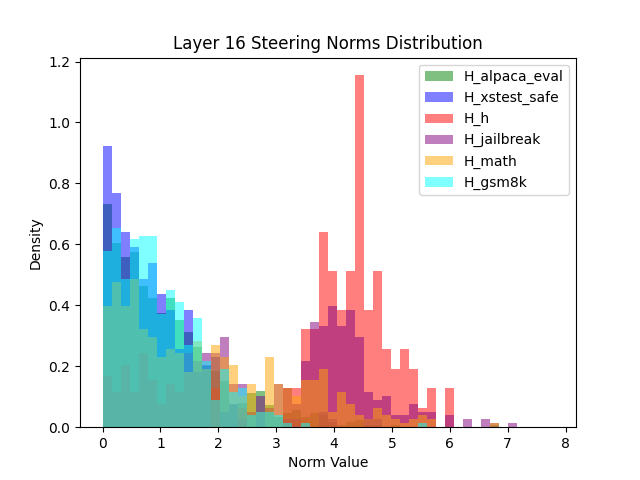 Layer 16 Steering Norms Distribution
1.2
1.0
0.8
0.6
0.4
0.2
0.0
Density
H_alpaca_eval
H_xstest_safe
H_h
H_jailbreak
H_math
H_gsm8k
0 1 2 3 4 5 6 7 8
Norm Value